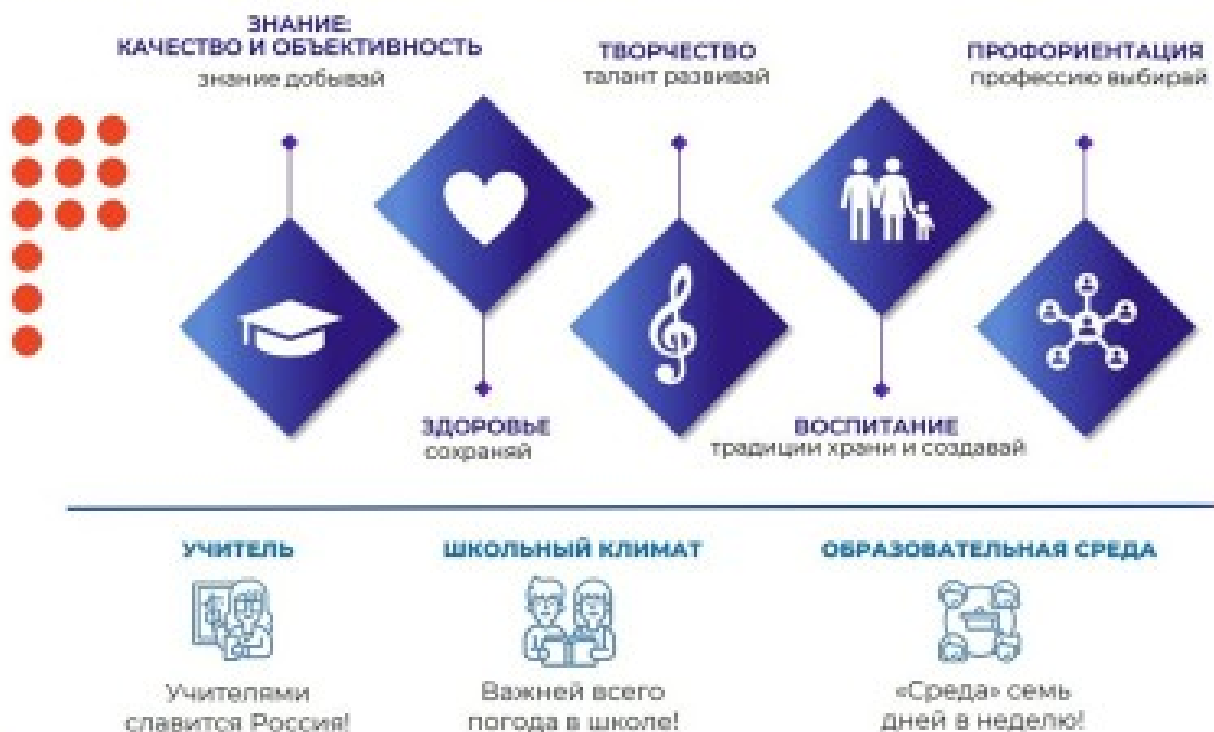 ЗНАНИЕ:
КАЧЕСТВО И ОБЪЕКТИВНОСТЬ
знание добывай
ТВОРЧЕСТВО
талант развивай
ПРОФОРИЕНТАЦИЯ
профессию выбирай
ЗДОРОВЬЕ
сохраняй
ВОСПИТАНИЕ
традиции храни и создавай
УЧИТЕЛЬ
ШКОЛЬНЫЙ КЛИМАТ
ОБРАЗОВАТЕЛЬНАЯ СРЕДА
Учителями
славится Россия!
Важней всего
погода в школе!
«Среда» семь
дней в неделю!